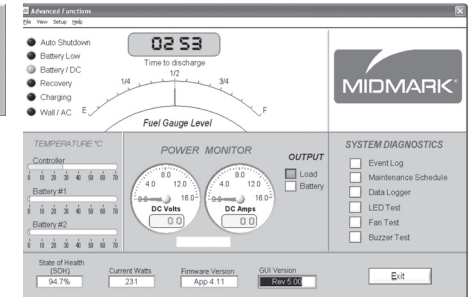 Advanced Functions
File View Setup Help
Auto Shutdown
Battery Low
Battery / DC
Recovery
Charging
Wall / AC
02 53
Time to discharge
1/4 1/2 3/4
E F
Fuel Gauge Level
MIDMARK
TEMPERATURE °C
Controller
0 10 20 30 40 50 60 70
Battery #1
0 10 20 30 40 50 60 70
Battery #2
0 10 20 30 40 50 60 70
POWER MONITOR
8.0
4.0 12.0
0.0 16.0
DC Volts
0.0
8.0
4.0 12.0
0.0 16.0
DC Amps
0.0
OUTPUT
Load
Battery
SYSTEM DIAGNOSTICS
Event Log
Maintenance Schedule
Data Logger
LED Test
Fan Test
Buzzer Test
State of Health
(SOH)
94.7%
Current Watts
231
Firmware Version
App 4.11
GUI Version
Rev 5.00
Exit